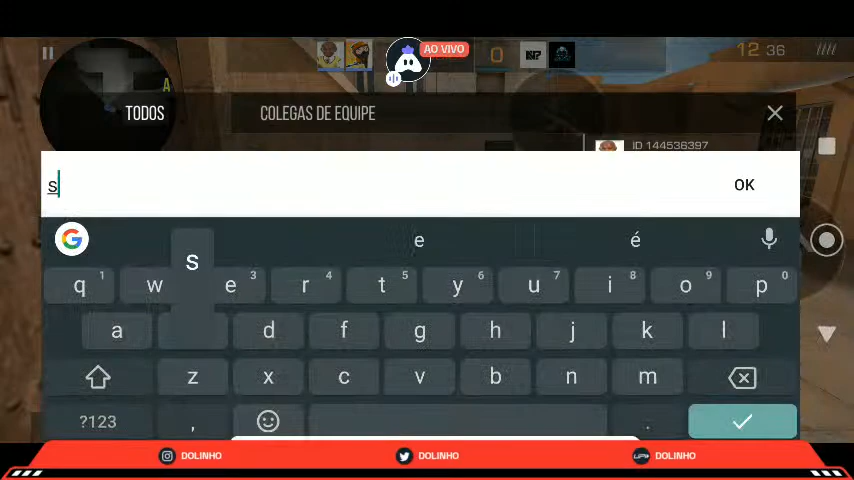 AO VIVO
0
12 36
A
TODOS
COLEGAS DE EQUIPE
ID 144536397
s
OK
e
é
s
q 1 w e 3 r 4 t 5 y 6 u 7 i 8 o 9 p 0
a d f g h j k l
z x c v b n m
?123 , .
DOLINHO DOLINHO DOLINHO